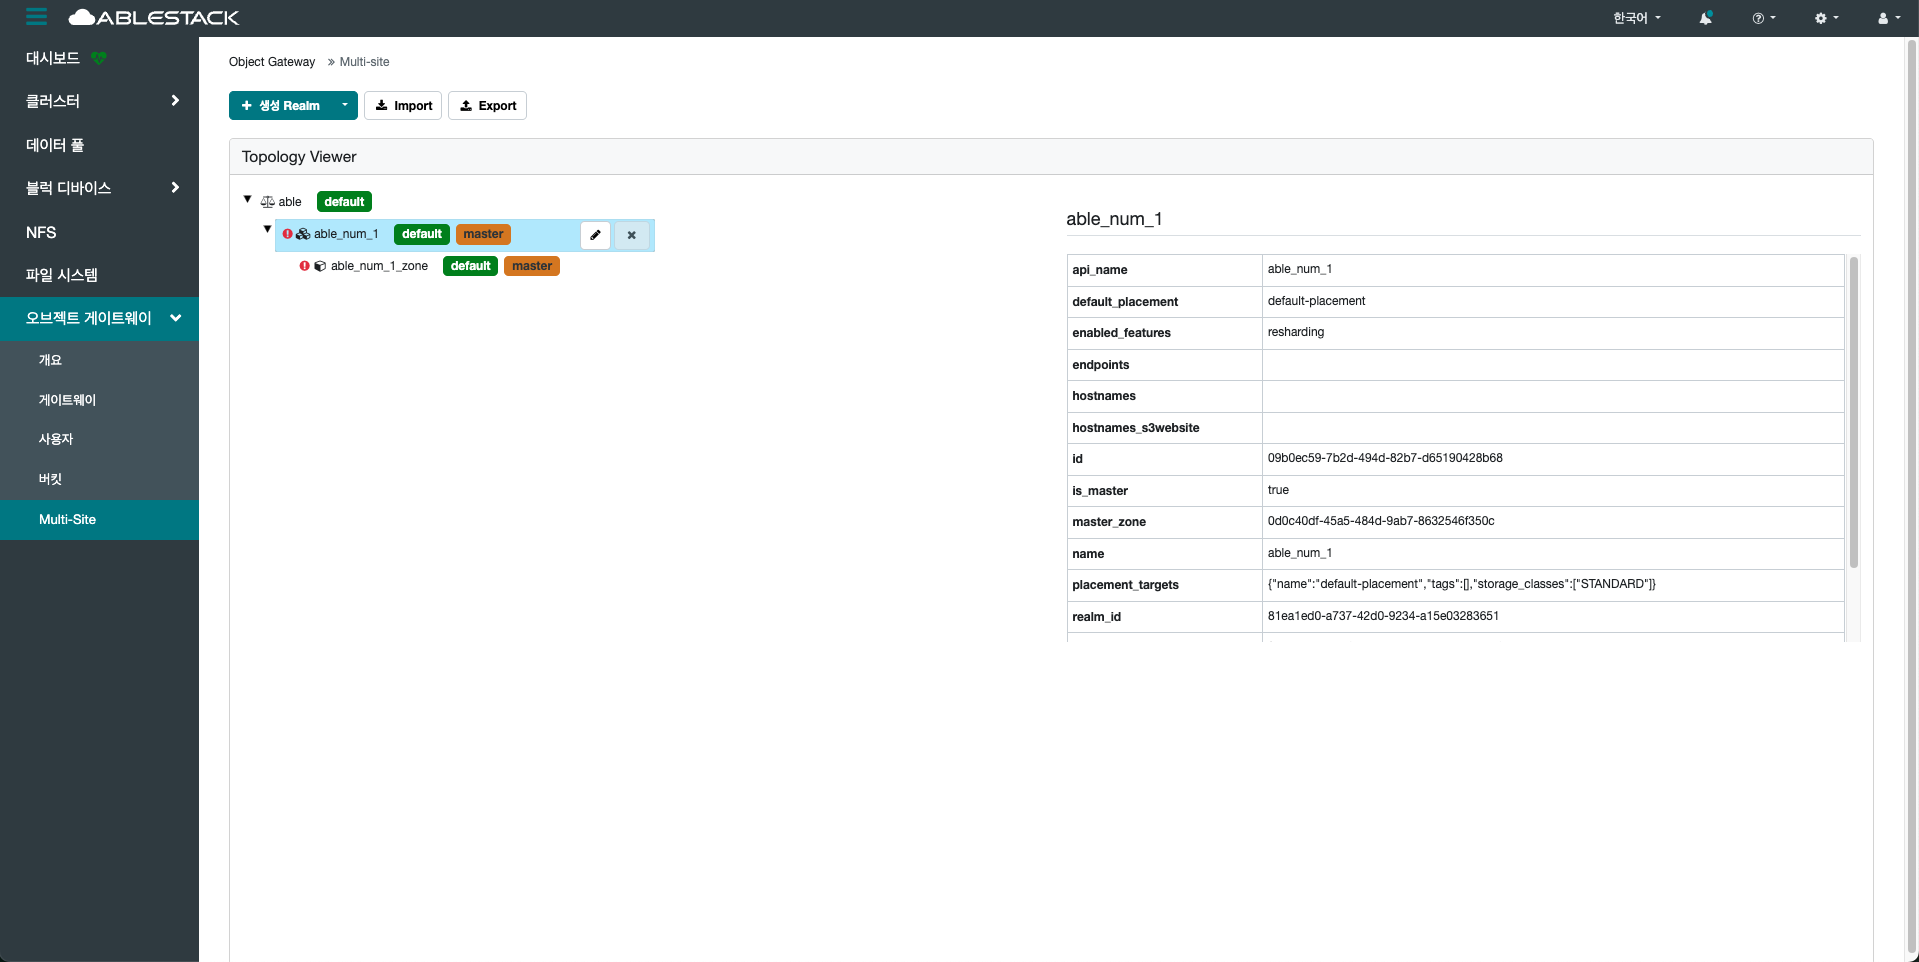 ABLESTACK
한국어
대시보드
클러스터
데이터 풀
블럭 디바이스
NFS
파일 시스템
오브젝트 게이트웨이
개요
게이트웨이
사용자
버킷
Multi-Site
Object Gateway » Multi-site
+ 생성 Realm
Import
Export
Topology Viewer
able default
able_num_1 default master
able_num_1_zone default master
able_num_1
api_name able_num_1
default_placement default-placement
enabled_features resharding
endpoints
hostnames
hostnames_s3website
id 09b0ec59-7b2d-494d-82b7-d65190428b68
is_master true
master_zone 0d0c40df-45a5-484d-9ab7-8632546f350c
name able_num_1
placement_targets {"name":"default-placement","tags":[],"storage_classes":["STANDARD"]}
realm_id 81ea1ed0-a737-42d0-9234-a15e03283651